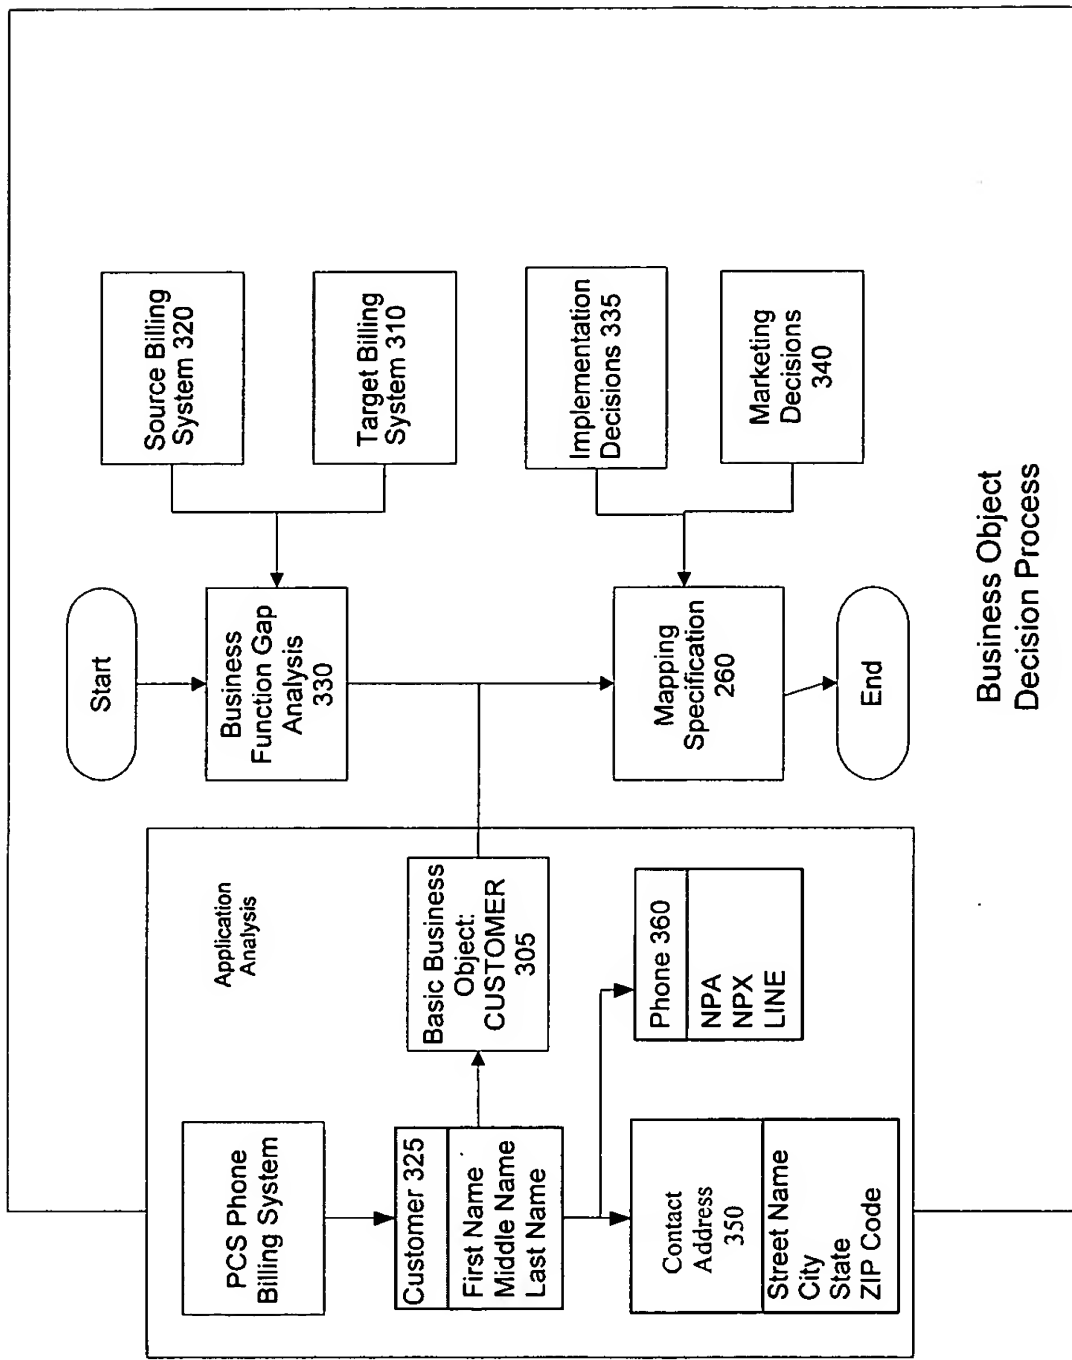 Start
Source Billing
System 320
Business
Function Gap
Analysis
330
Target Billing
System 310
Application
Analysis
PCS Phone
Billing System
Customer 325
First Name
Middle Name
Last Name
Basic Business
Object:
CUSTOMER
305
Implementation
Decisions 335
Mapping
Specification
260
Marketing
Decisions
340
Contact
Address
350
Street Name
City
State
ZIP Code
Phone 360
NPA
NPX
LINE
End
Business Object
Decision Process